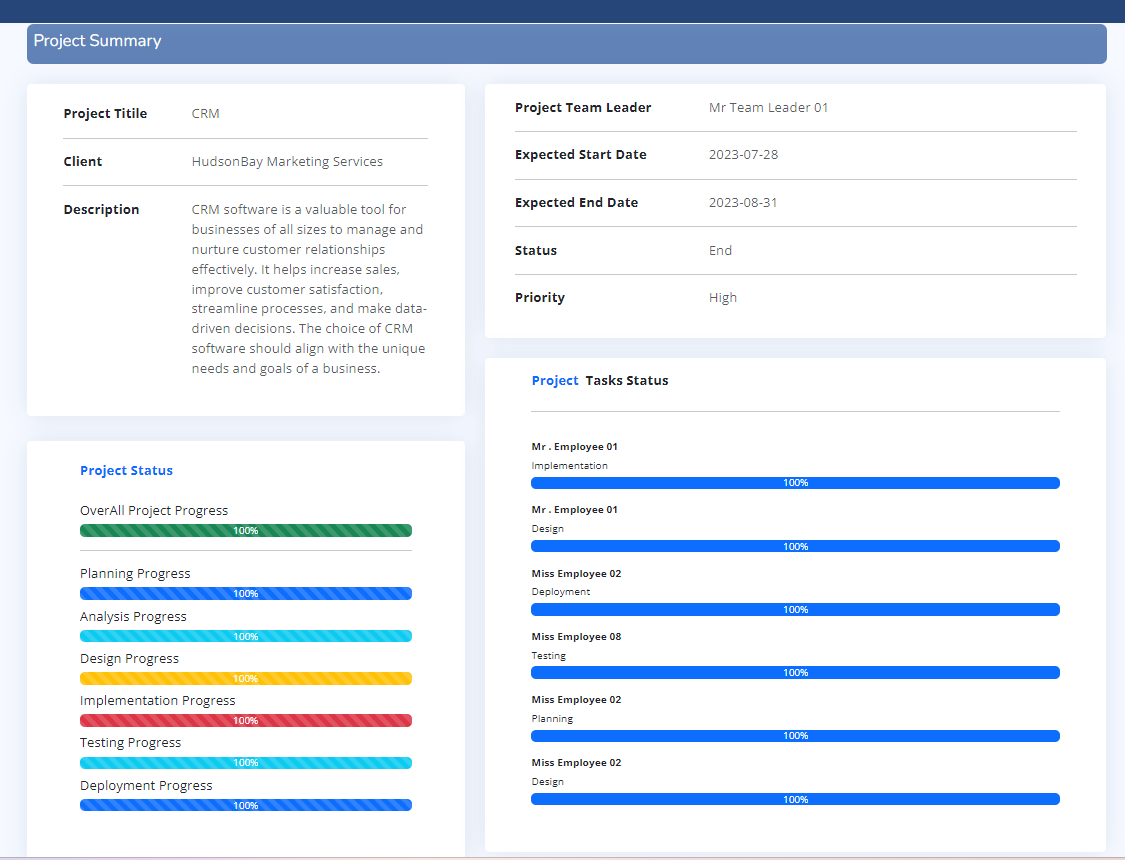 Project Summary
Project Titile CRM
Client HudsonBay Marketing Services
Description CRM software is a valuable tool for
businesses of all sizes to manage and
nurture customer relationships
effectively. It helps increase sales,
improve customer satisfaction,
streamline processes, and make data-
driven decisions. The choice of CRM
software should align with the unique
needs and goals of a business.
Project Team Leader Mr Team Leader 01
Expected Start Date 2023-07-28
Expected End Date 2023-08-31
Status End
Priority High
Project Status
OverAll Project Progress
100%
Planning Progress
100%
Analysis Progress
100%
Design Progress
100%
Implementation Progress
100%
Testing Progress
100%
Deployment Progress
100%
Project Tasks Status
Mr . Employee 01
Implementation
100%
Mr . Employee 01
Design
100%
Miss Employee 02
Deployment
100%
Miss Employee 08
Testing
100%
Miss Employee 02
Planning
100%
Miss Employee 02
Design
100%